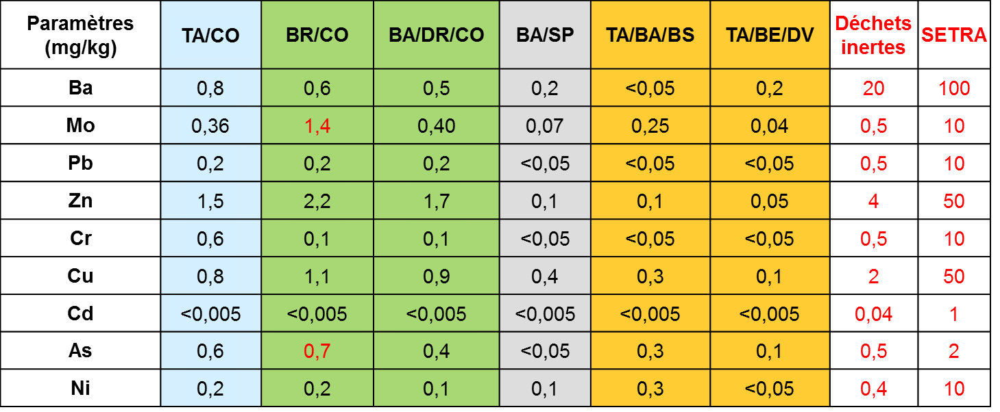 Paramètres (mg/kg) TA/CO BR/CO BA/DR/CO BA/SP TA/BA/BS TA/BE/DV Déchets inertes SETRA
Ba 0,8 0,6 0,5 0,2 <0,05 0,2 20 100
Mo 0,36 1,4 0,40 0,07 0,25 0,04 0,5 10
Pb 0,2 0,2 0,2 <0,05 <0,05 <0,05 0,5 10
Zn 1,5 2,2 1,7 0,1 0,1 0,05 4 50
Cr 0,6 0,1 0,1 <0,05 <0,05 <0,05 0,5 10
Cu 0,8 1,1 0,9 0,4 0,3 0,1 2 50
Cd <0,005 <0,005 <0,005 <0,005 <0,005 <0,005 0,04 1
As 0,6 0,7 0,4 <0,05 0,3 0,1 0,5 2
Ni 0,2 0,2 0,1 0,1 0,3 <0,05 0,4 10